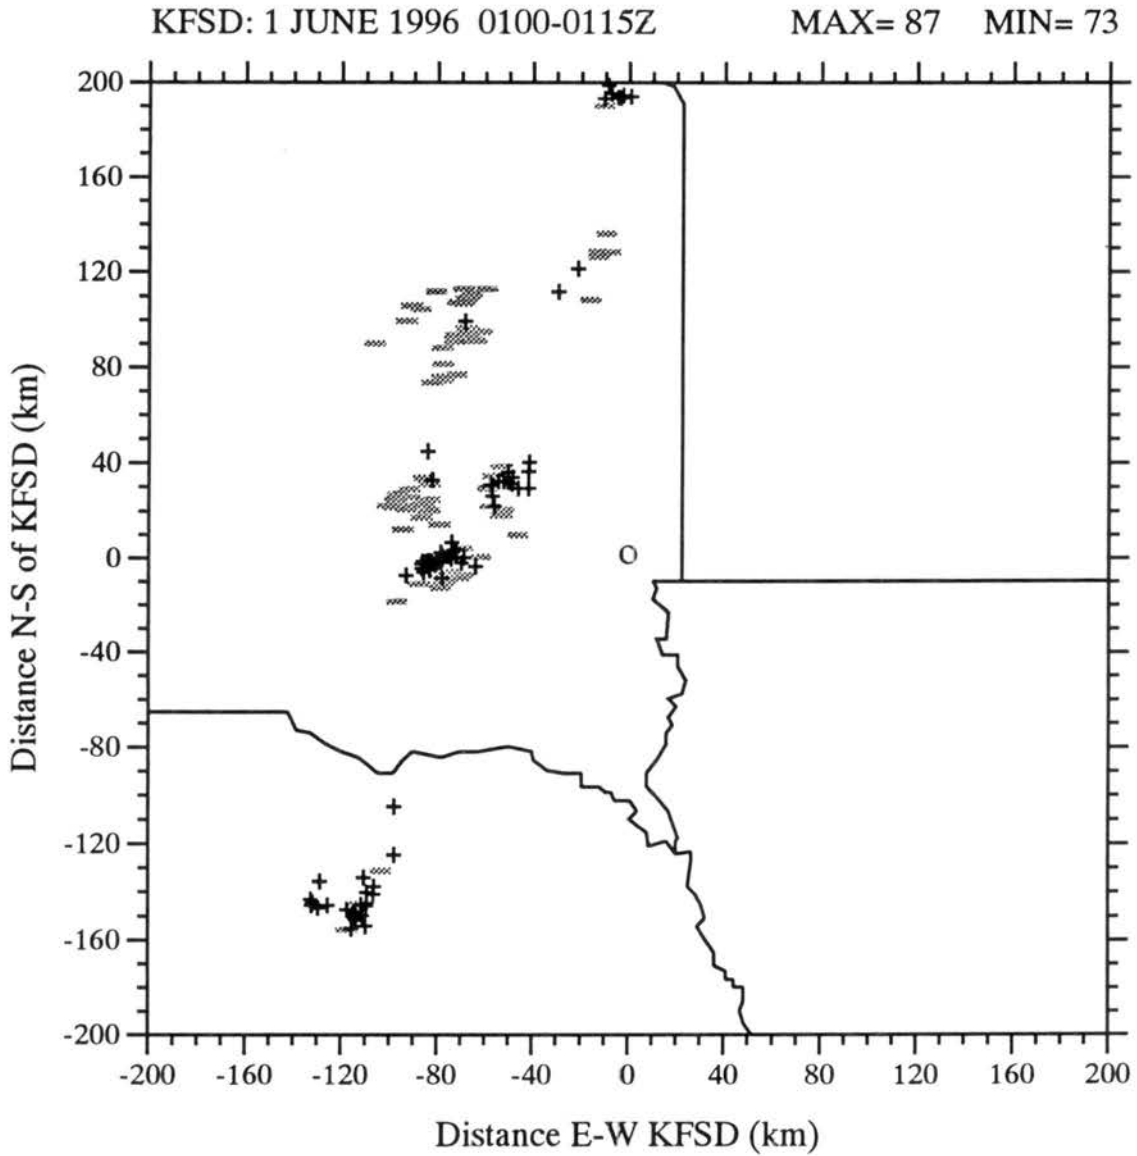 KFSD: 1 JUNE 1996 0100-0115Z MAX= 87 MIN= 73
200
160
120
80
40
0
-40
-80
-120
-160
-200
Distance N-S of KFSD (km)
O
-200 -160 -120 -80 -40 0 40 80 120 160 200
Distance E-W KFSD (km)